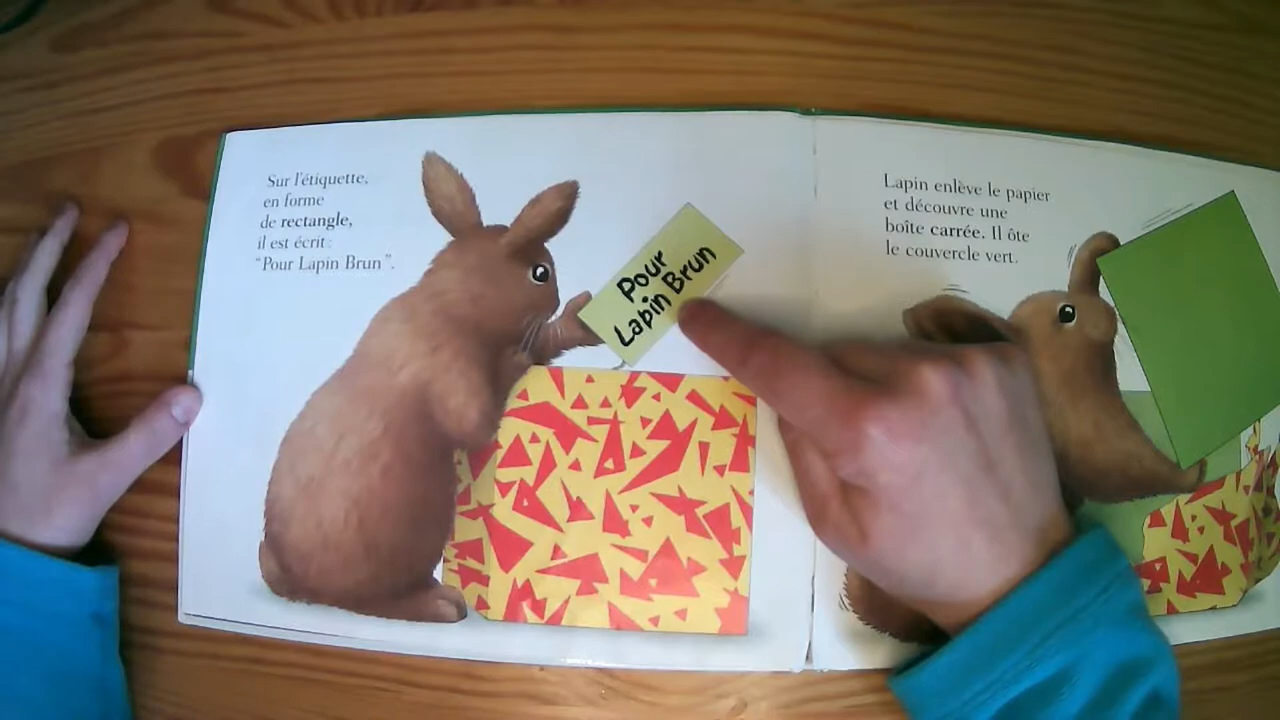 Sur l'étiquette,
en forme
de rectangle,
il est écrit :
“Pour Lapin Brun”.
Pour
Lapin Brun
Lapin enlève le papier
et découvre une
boîte carrée. Il ôte
le couvercle vert.